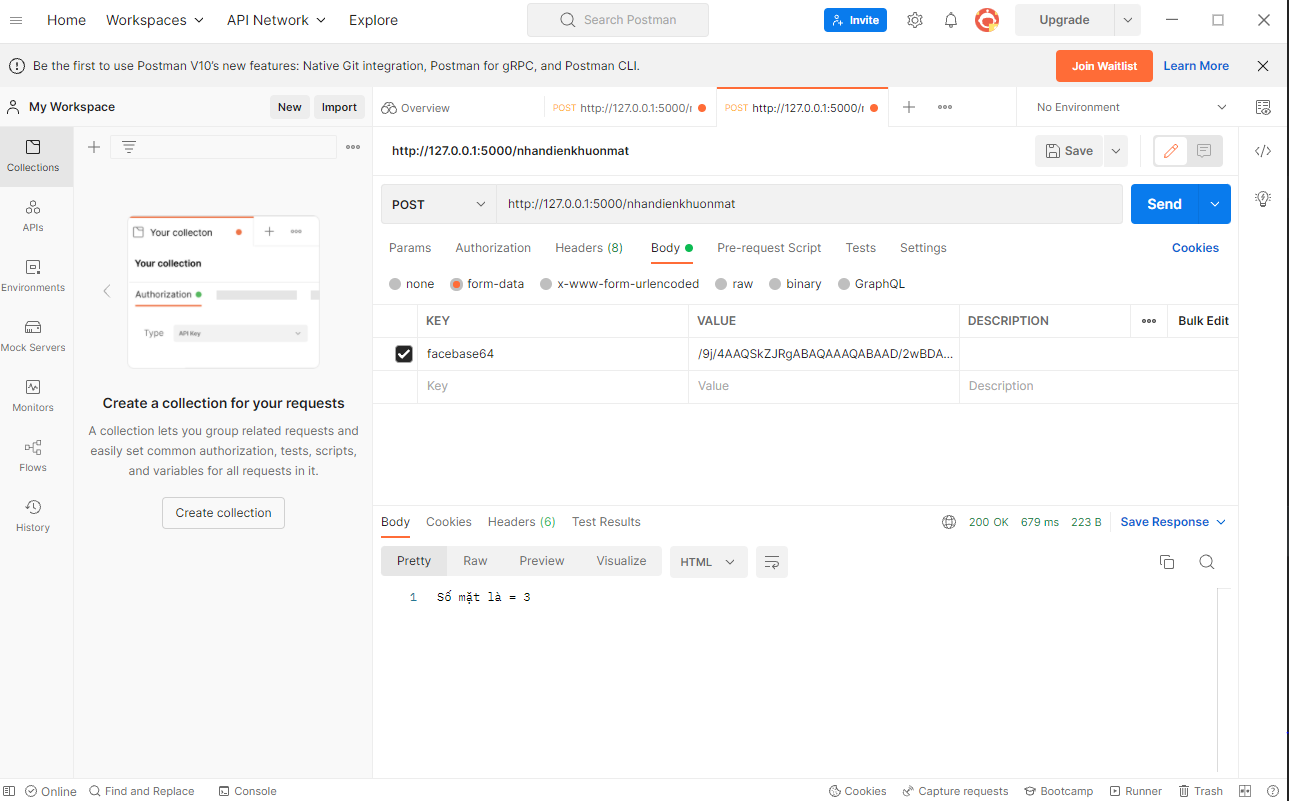 Home Workspaces API Network Explore Search Postman Invite Upgrade
Be the first to use Postman V10's new features: Native Git integration, Postman for gRPC, and Postman CLI. Join Waitlist Learn More
My Workspace New Import Overview POST http://127.0.0.1:5000/r POST http://127.0.0.1:5000/r No Environment
Collections
APIs
Environments
Mock Servers
Monitors
Flows
History
Your collecton
Your collection
Authorization
Type API Key
Create a collection for your requests
A collection lets you group related requests and
easily set common authorization, tests, scripts,
and variables for all requests in it.
Create collection
http://127.0.0.1:5000/nhandienkhuonmat Save
POST http://127.0.0.1:5000/nhandienkhuonmat Send
Params Authorization Headers (8) Body Pre-request Script Tests Settings Cookies
none form-data x-www-form-urlencoded raw binary GraphQL
KEY VALUE DESCRIPTION Bulk Edit
facebase64 /9j/4AAQSkZJRgABAQAAAQABAAD/2wBDA...
Key Value Description
Body Cookies Headers (6) Test Results 200 OK 679 ms 223 B Save Response
Pretty Raw Preview Visualize HTML
1 Số mặt là = 3
Online Find and Replace Console Cookies Capture requests Bootcamp Runner Trash